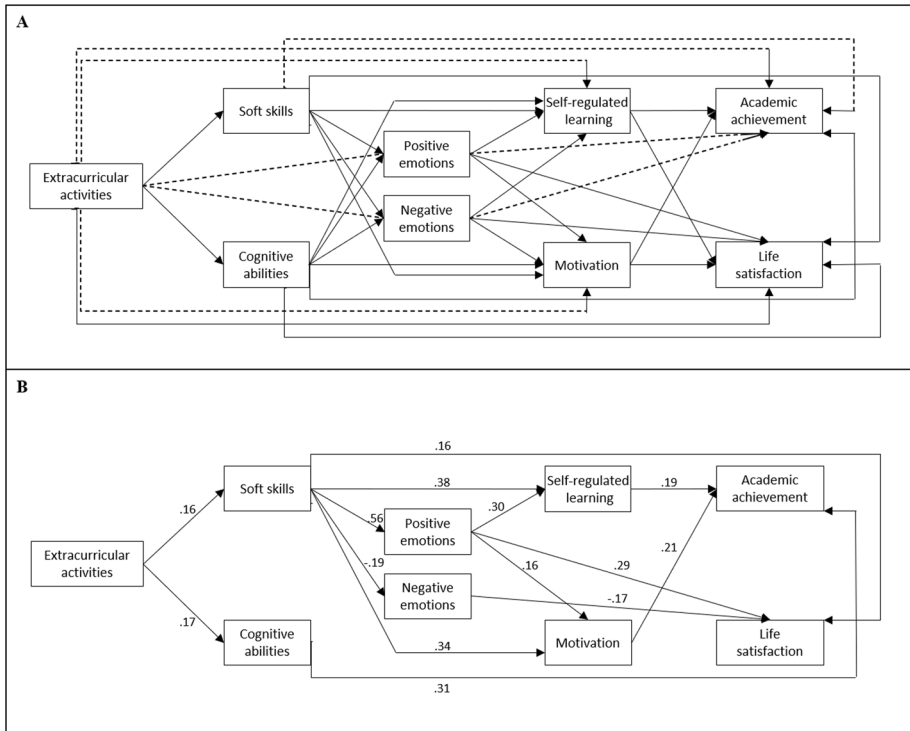 A
Soft skills
Self-regulated
learning
Academic
achievement
Positive
emotions
Extracurricular
activities
Negative
emotions
Cognitive
abilities
Motivation
Life
satisfaction
B
.16
Soft skills
.38
Self-regulated
learning
.19
Academic
achievement
.16
.56
Positive
emotions
.30
Extracurricular
activities
-.19
.16
.29
.21
Negative
emotions
-.17
.17
Cognitive
abilities
.34
Motivation
Life
satisfaction
.31